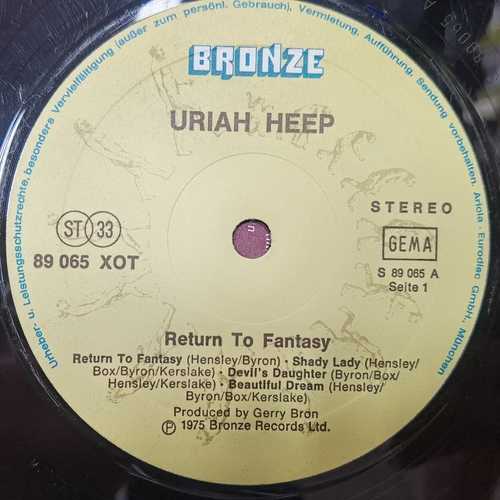 BRONZE
Urheber- u. Leistungsschutzrechte, besonders Vervielfältigung (außer zum persönl. Gebrauch), Vermietung, Aufführung, Sendung vorbehalten. Ariola-Eurodisc GmbH., München
URIAH HEEP
ST 33
89 065 XOT
STEREO
GEMA
S 89 065 A
Seite 1
Return To Fantasy
Return To Fantasy (Hensley/Byron) · Shady Lady (Hensley/
Box/Byron/Kerslake) · Devil's Daughter (Byron/Box/
Hensley/Kerslake) · Beautiful Dream (Hensley/
Byron/Box/Kerslake)
Produced by Gerry Bron
Ⓟ 1975 Bronze Records Ltd.